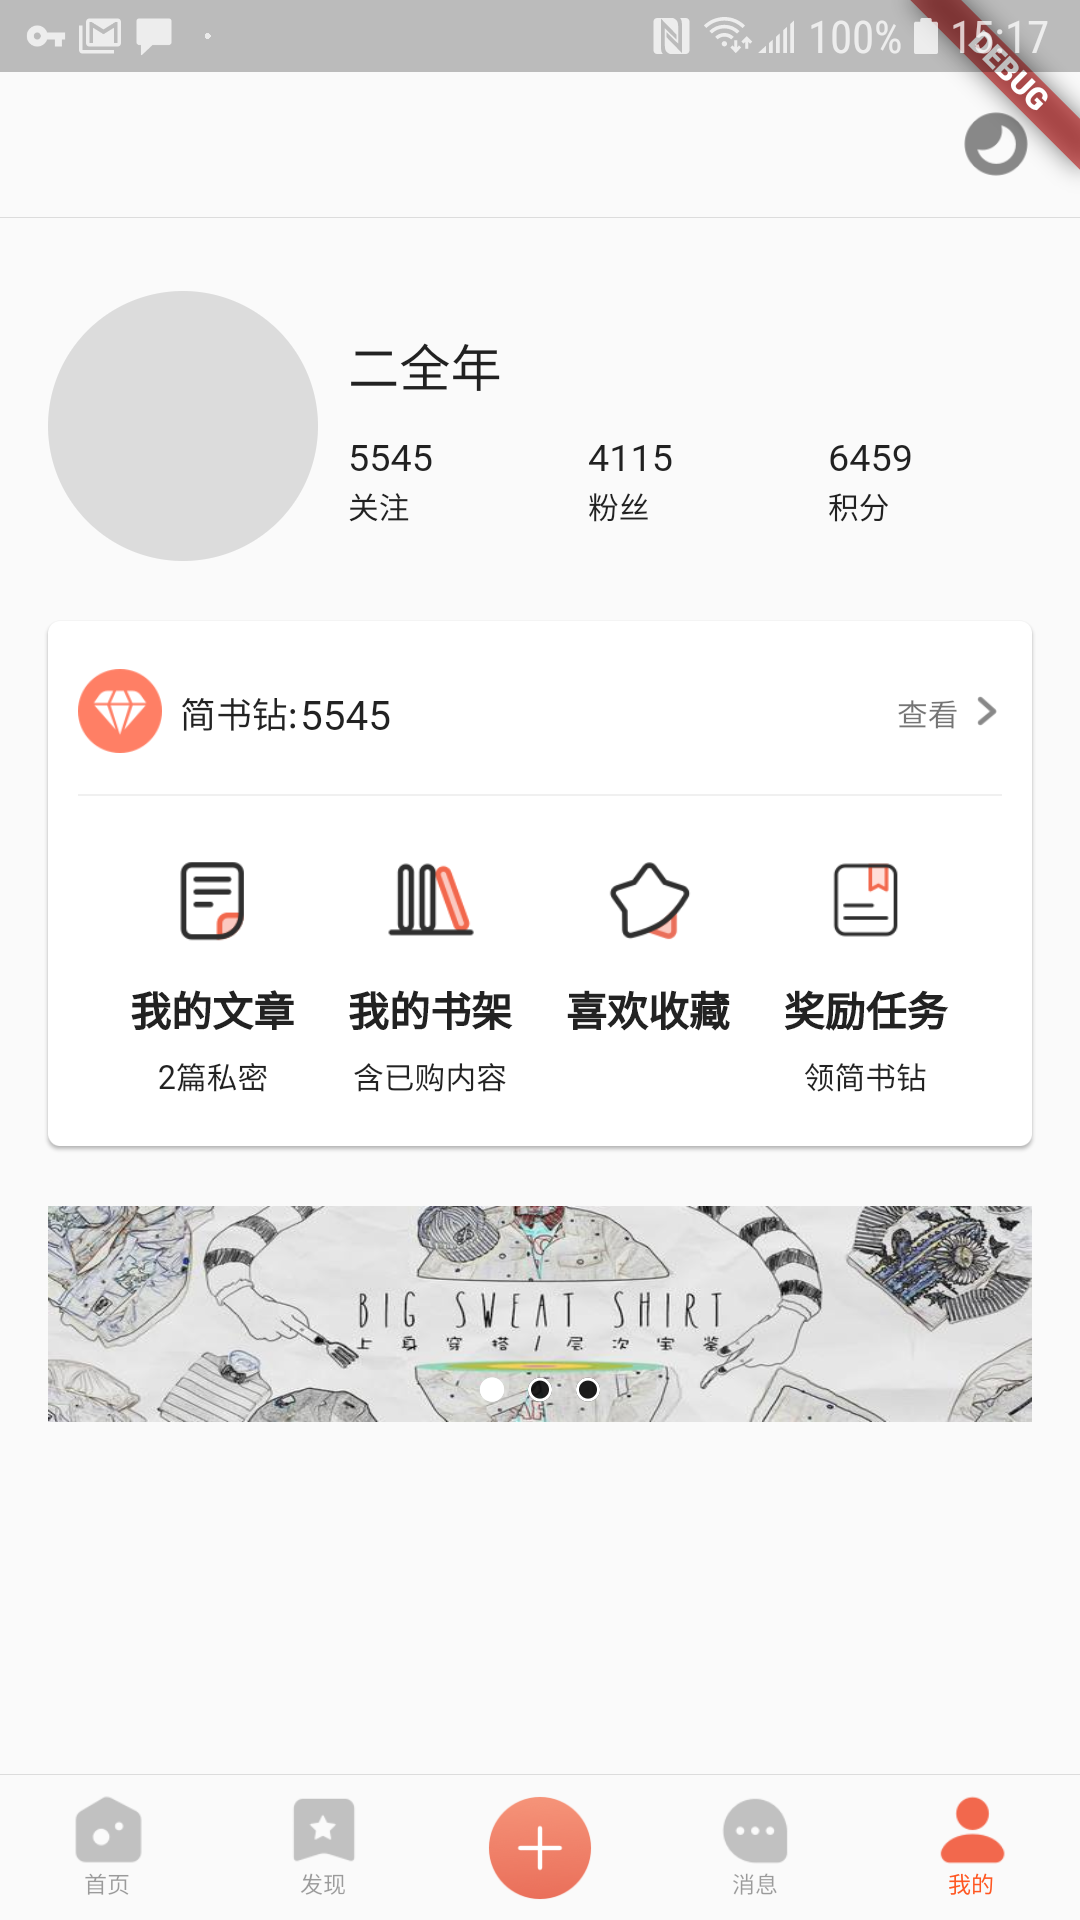 100% 15:17
DEBUG
二全年
5545 4115 6459
关注 粉丝 积分
简书钻:5545 查看
我的文章 我的书架 喜欢收藏 奖励任务
2篇私密 含已购内容 领简书钻
BIG SWEAT SHIRT
上身穿搭/层次宝鉴
首页 发现 消息 我的